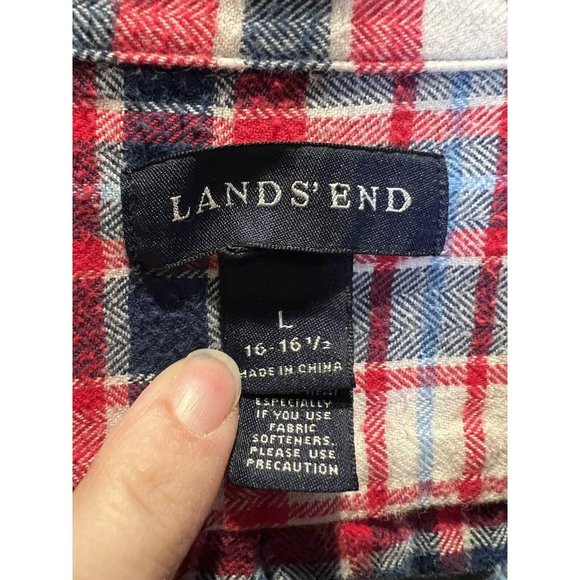 LANDS' END
L
16-16 1/2
MADE IN CHINA
ESPECIALLY
IF YOU USE
FABRIC
SOFTENERS.
PLEASE USE
PRECAUTION